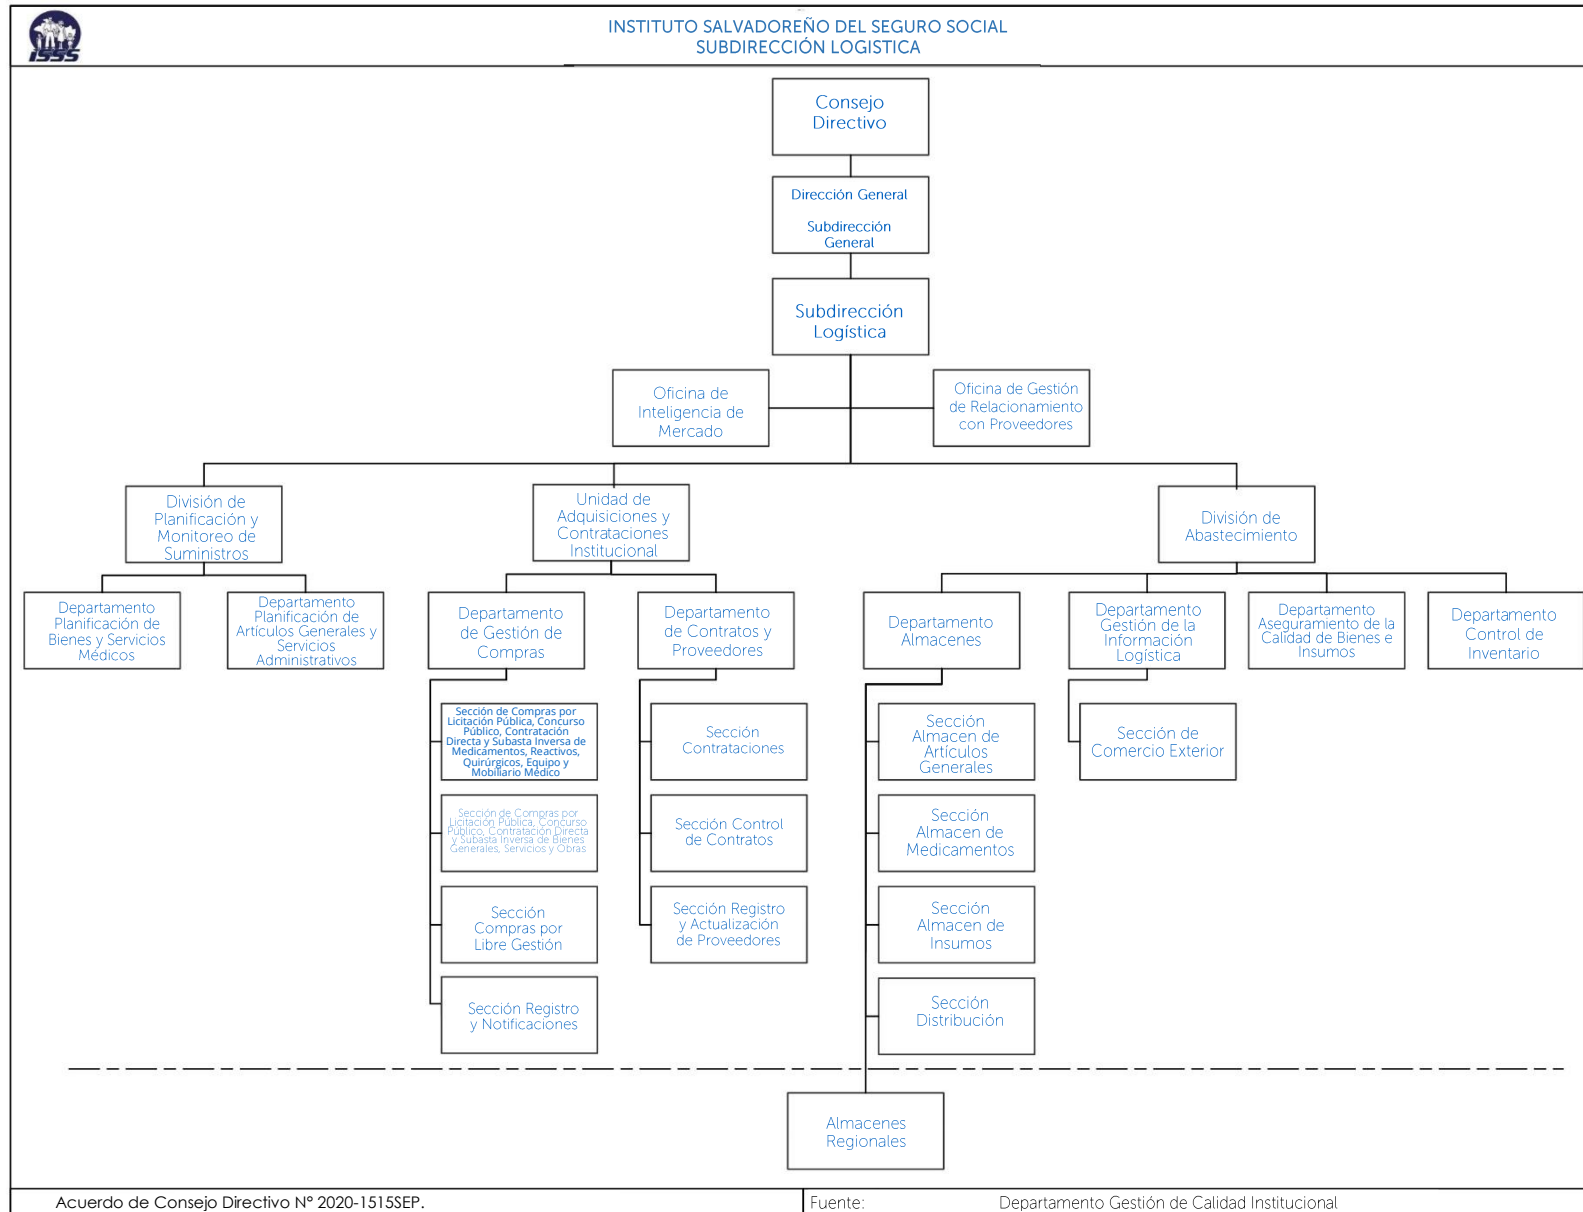 ISSS
INSTITUTO SALVADOREÑO DEL SEGURO SOCIAL
SUBDIRECCIÓN LOGISTICA
Consejo
Directivo
Dirección General
Subdirección
General
Subdirección
Logística
Oficina de
Inteligencia de
Mercado
Oficina de Gestión
de Relacionamiento
con Proveedores
División de
Planificación y
Monitoreo de
Suministros
Unidad de
Adquisiciones y
Contrataciones
Institucional
División de
Abastecimiento
Departamento
Planificación de
Bienes y Servicios
Médicos
Departamento
Planificación de
Artículos Generales y
Servicios
Administrativos
Departamento
de Gestión de
Compras
Departamento
de Contratos y
Proveedores
Departamento
Almacenes
Departamento
Gestión de la
Información
Logística
Departamento
Aseguramiento de la
Calidad de Bienes e
Insumos
Departamento
Control de
Inventario
Sección de Compras por
Licitación Pública, Concurso
Público, Contratación
Directa y Subasta Inversa de
Medicamentos, Reactivos,
Quirúrgicos, Equipo y
Mobiliario Médico
Sección
Contrataciones
Sección
Almacen de
Artículos
Generales
Sección de
Comercio Exterior
Sección de Compras por
Licitación Pública, Concurso
Público, Contratación Directa
y Subasta Inversa de Bienes
Generales, Servicios y Obras
Sección Control
de Contratos
Sección
Almacen de
Medicamentos
Sección
Compras por
Libre Gestión
Sección Registro
y Actualización
de Proveedores
Sección
Almacen de
Insumos
Sección Registro
y Notificaciones
Sección
Distribución
Almacenes
Regionales
Acuerdo de Consejo Directivo N° 2020-1515SEP.
Fuente: Departamento Gestión de Calidad Institucional